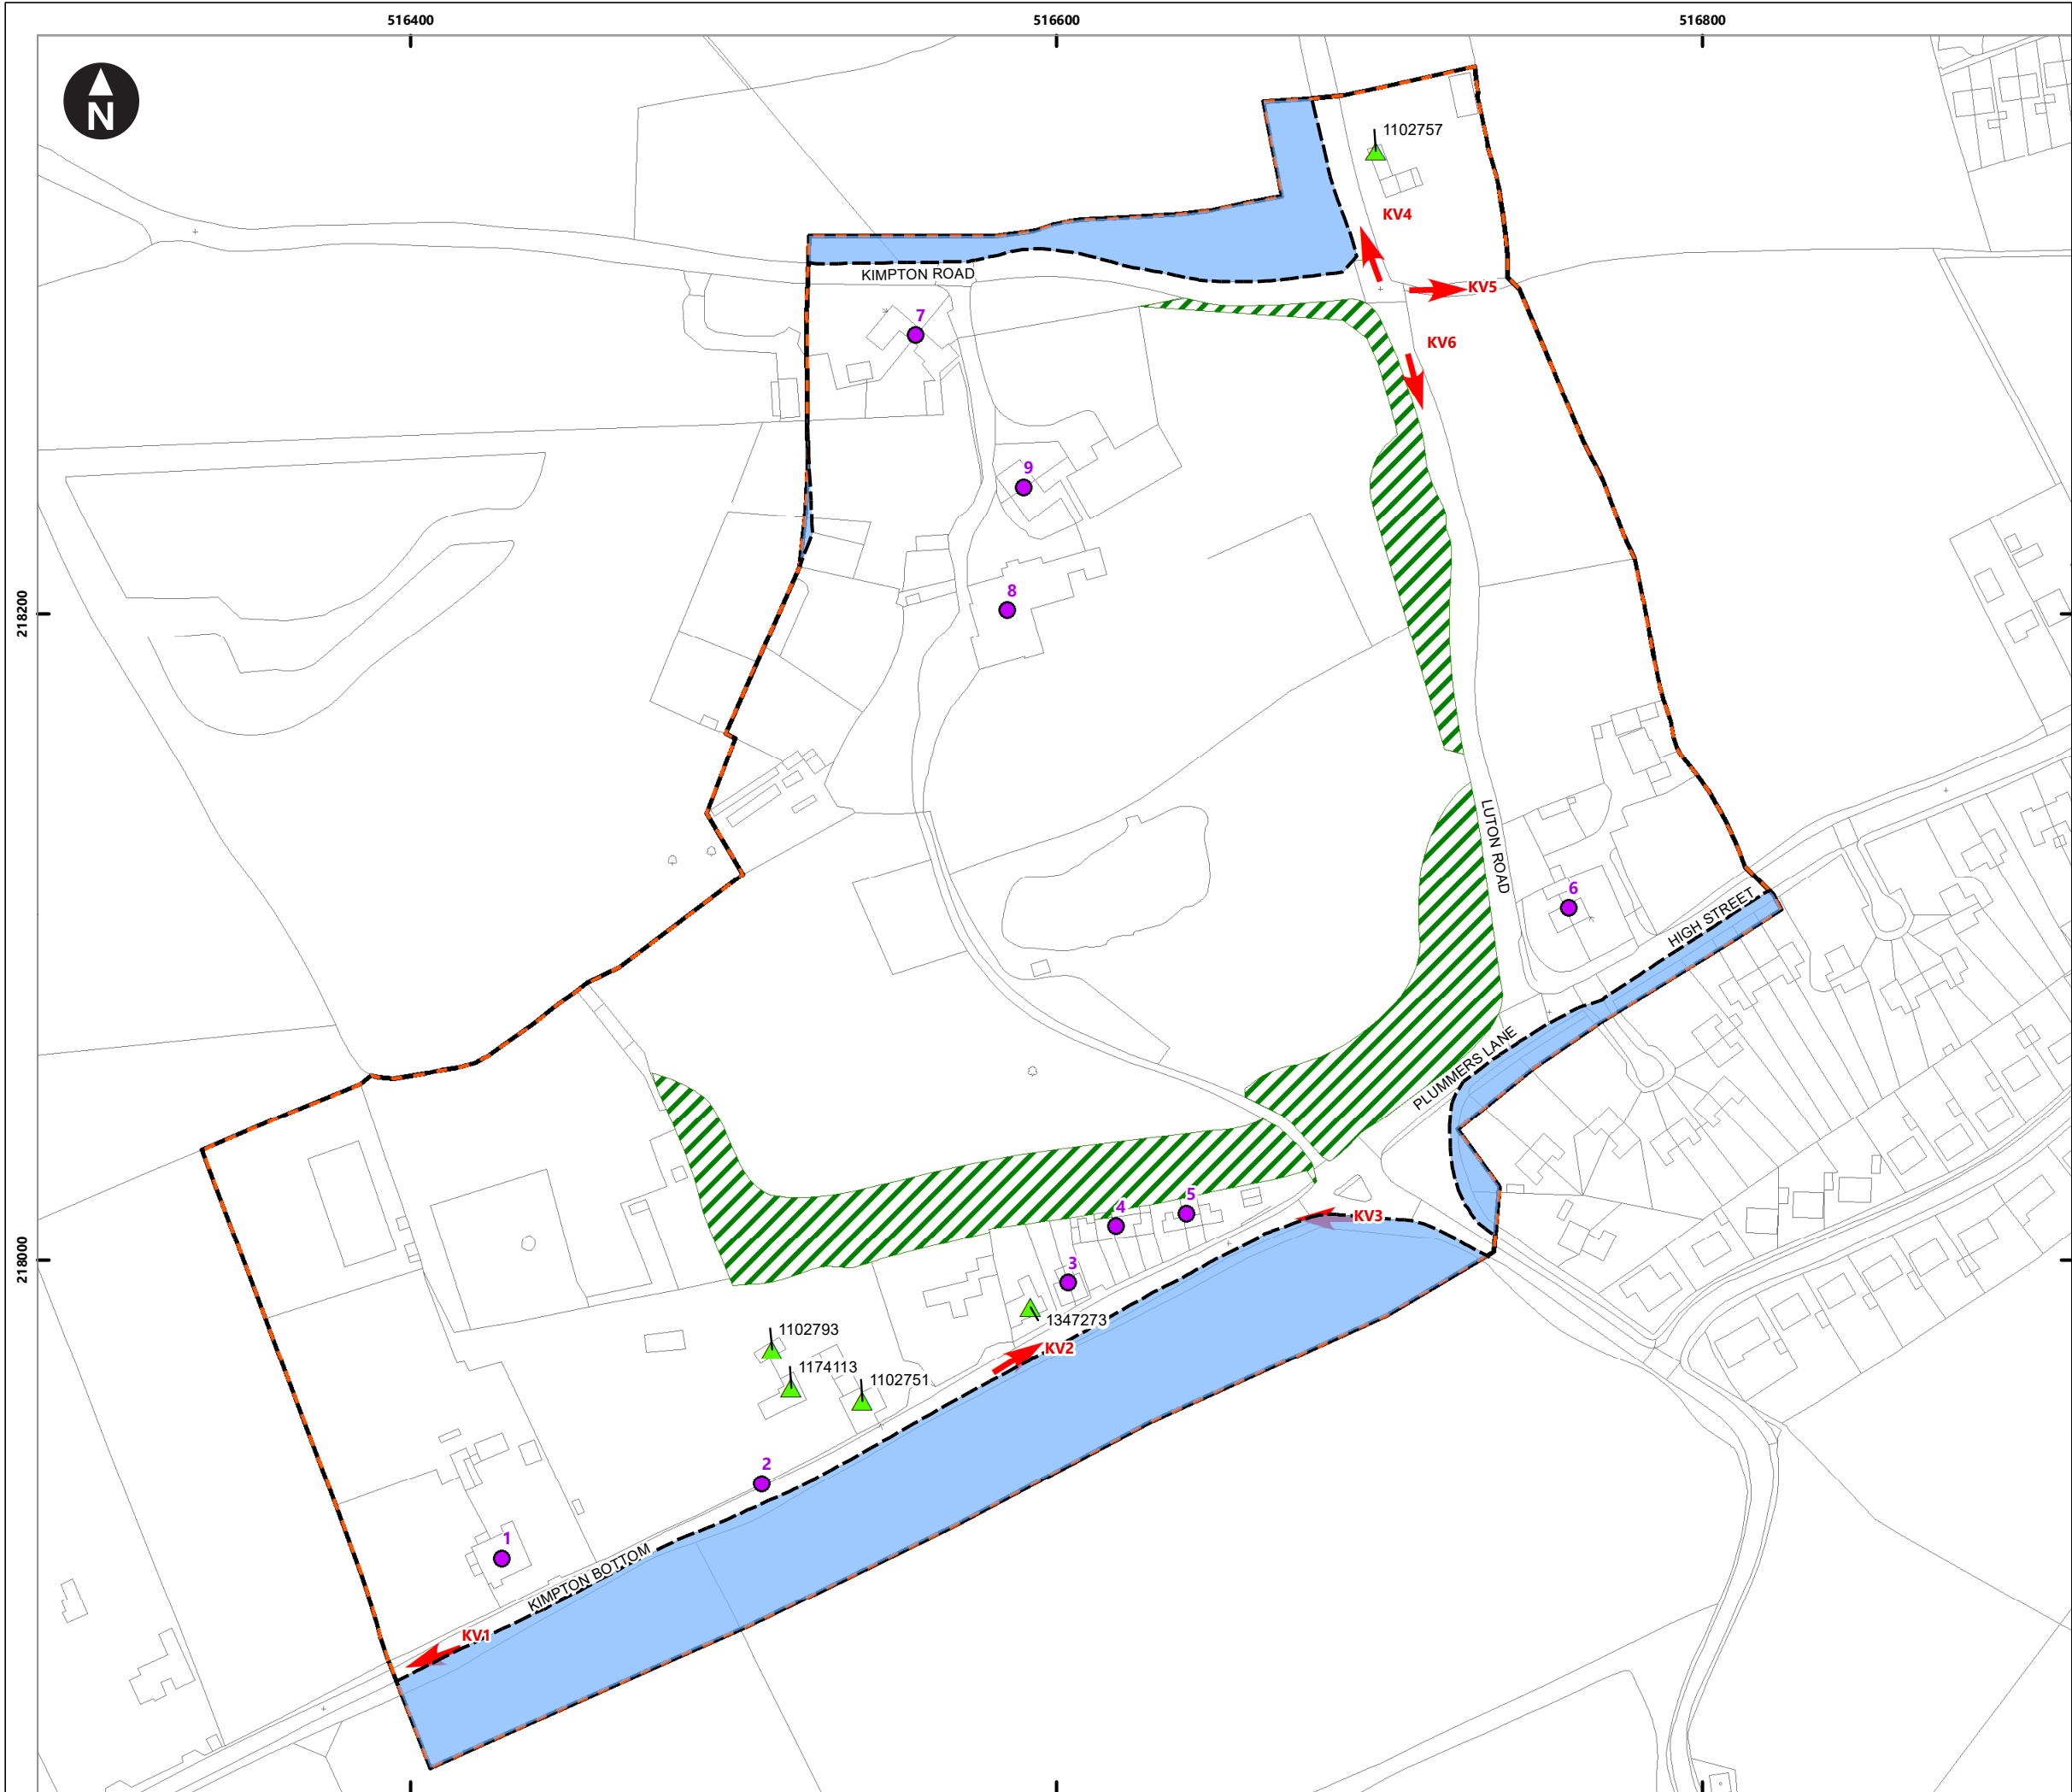 516400
516600
516800
N
1102757
KV4
KIMPTON ROAD
KV5
7
KV6
9
8
218200
LUTON ROAD
6
HIGH STREET
PLUMMERS LANE
5
4
KV3
218000
3
1347273
1102793
KV2
1174113
1102751
2
1
KIMPTON BOTTOM
KV1